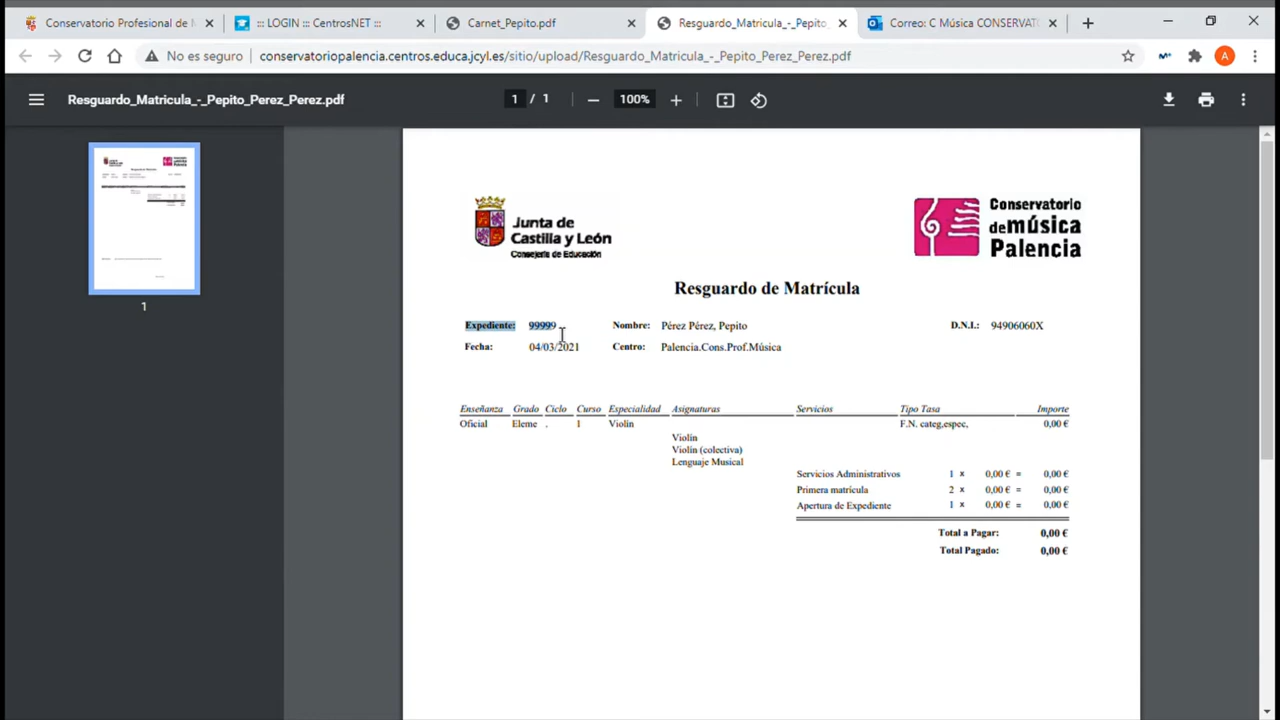 Conservatorio Profesional de M
::: LOGIN ::: CentrosNET :::
Carnet_Pepito.pdf
Resguardo_Matricula_-_Pepito_
Correo: C Música CONSERVAT
No es seguro
conservatoriopalencia.centros.educa.jcyl.es/sitio/upload/Resguardo_Matricula_-_Pepito_Perez_Perez.pdf
A
Resguardo_Matricula_-_Pepito_Perez_Perez.pdf
1 / 1
100%
1
Junta de
Castilla y León
Consejería de Educación
Conservatorio
de música
Palencia
Resguardo de Matrícula
Expediente: 99999 Nombre: Pérez Pérez, Pepito D.N.I.: 94906060X
Fecha: 04/03/2021 Centro: Palencia.Cons.Prof.Música
Enseñanza Grado Ciclo Curso Especialidad Asignaturas Servicios Tipo Tasa Importe
Oficial Eleme . 1 Violín F.N. categ,espec, 0,00 €
Violín
Violín (colectiva)
Lenguaje Musical
Servicios Administrativos 1 x 0,00 € = 0,00 €
Primera matrícula 2 x 0,00 € = 0,00 €
Apertura de Expediente 1 x 0,00 € = 0,00 €
Total a Pagar: 0,00 €
Total Pagado: 0,00 €